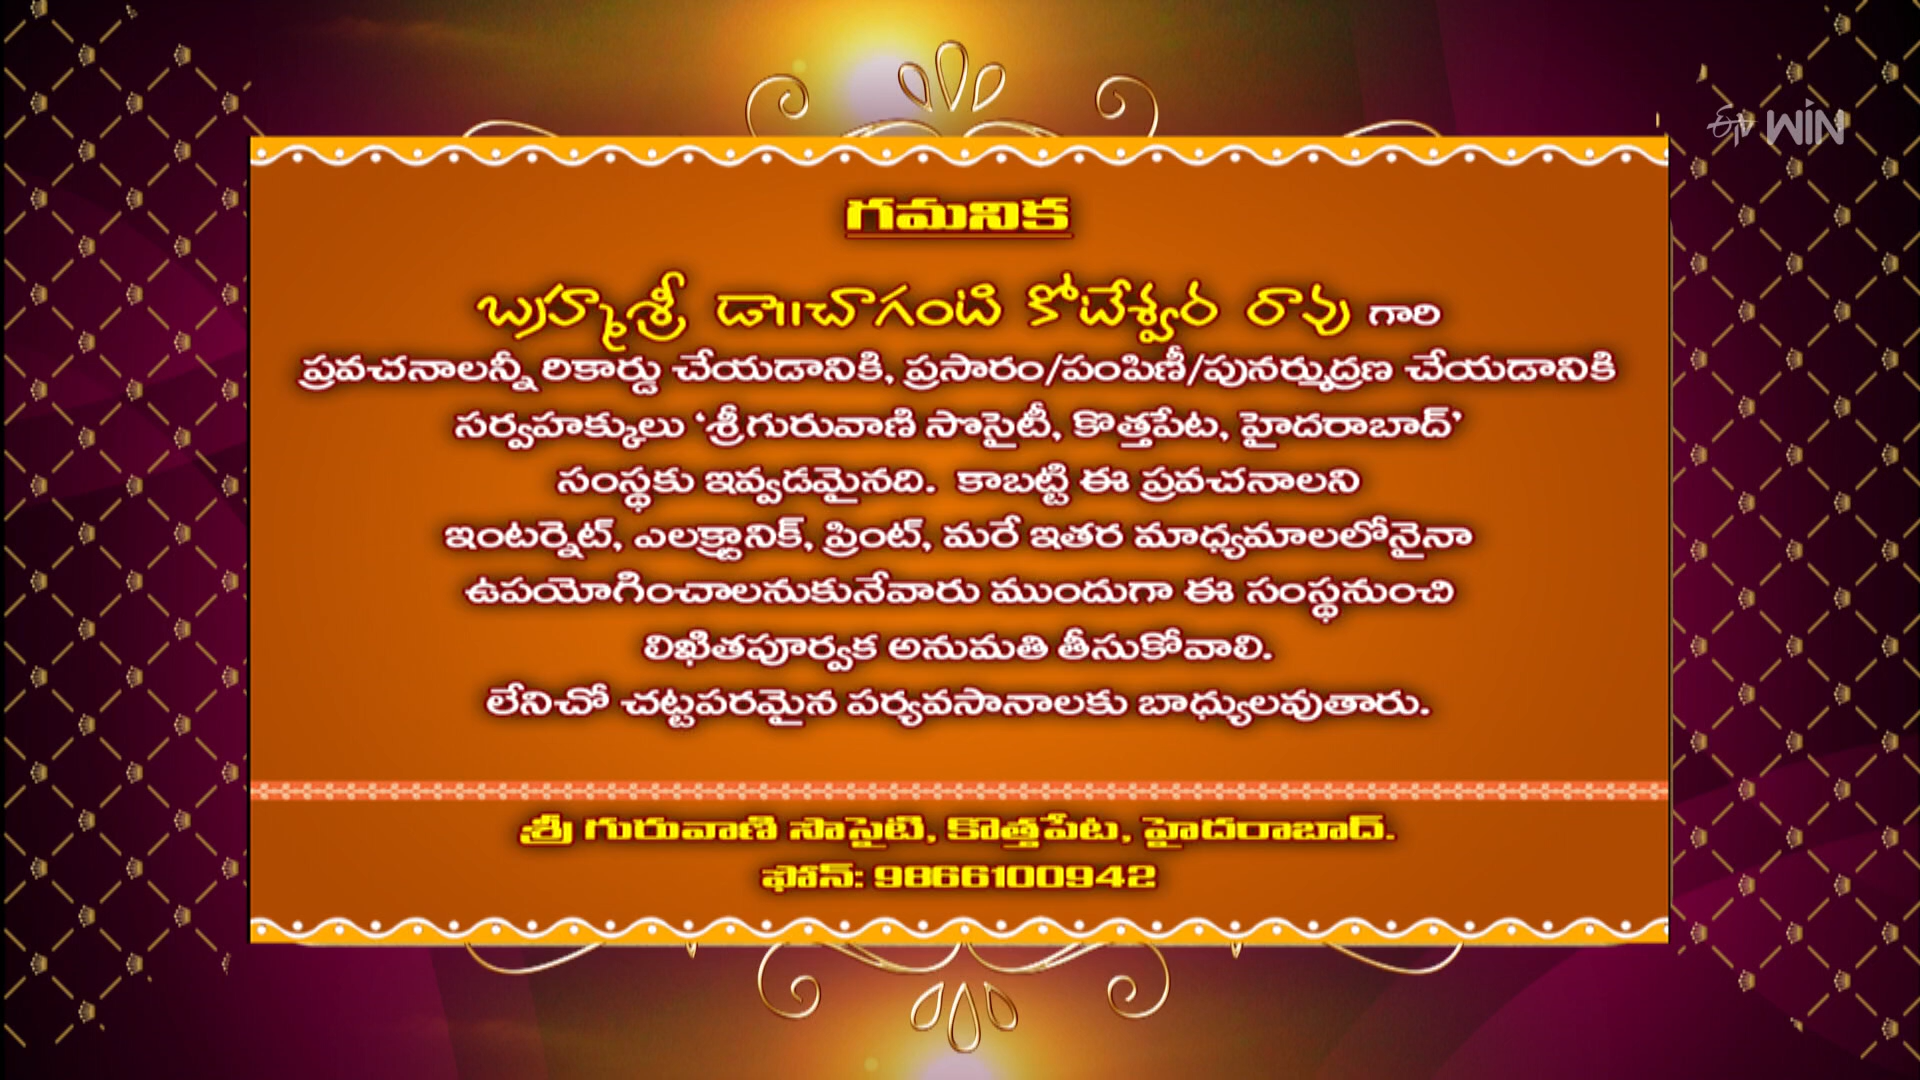 ఈటీవీ WIN
గమనిక
బ్రహ్మశ్రీ డా॥చాగంటి కోటేశ్వర రావు గారి
ప్రవచనాలన్నీ రికార్డు చేయడానికి, ప్రసారం/పంపిణీ/పునర్ముద్రణ చేయడానికి
సర్వహక్కులు ‘శ్రీగురువాణి సొసైటీ, కొత్తపేట, హైదరాబాద్’
సంస్థకు ఇవ్వడమైనది. కాబట్టి ఈ ప్రవచనాలని
ఇంటర్నెట్, ఎలక్ట్రానిక్, ప్రింట్, మరే ఇతర మాధ్యమాలలోనైనా
ఉపయోగించాలనుకునేవారు ముందుగా ఈ సంస్థనుంచి
లిఖితపూర్వక అనుమతి తీసుకోవాలి.
లేనిచో చట్టపరమైన పర్యవసానాలకు బాధ్యులవుతారు.
శ్రీ గురువాణి సొసైటి, కొత్తపేట, హైదరాబాద్.
ఫోన్: 9866100942